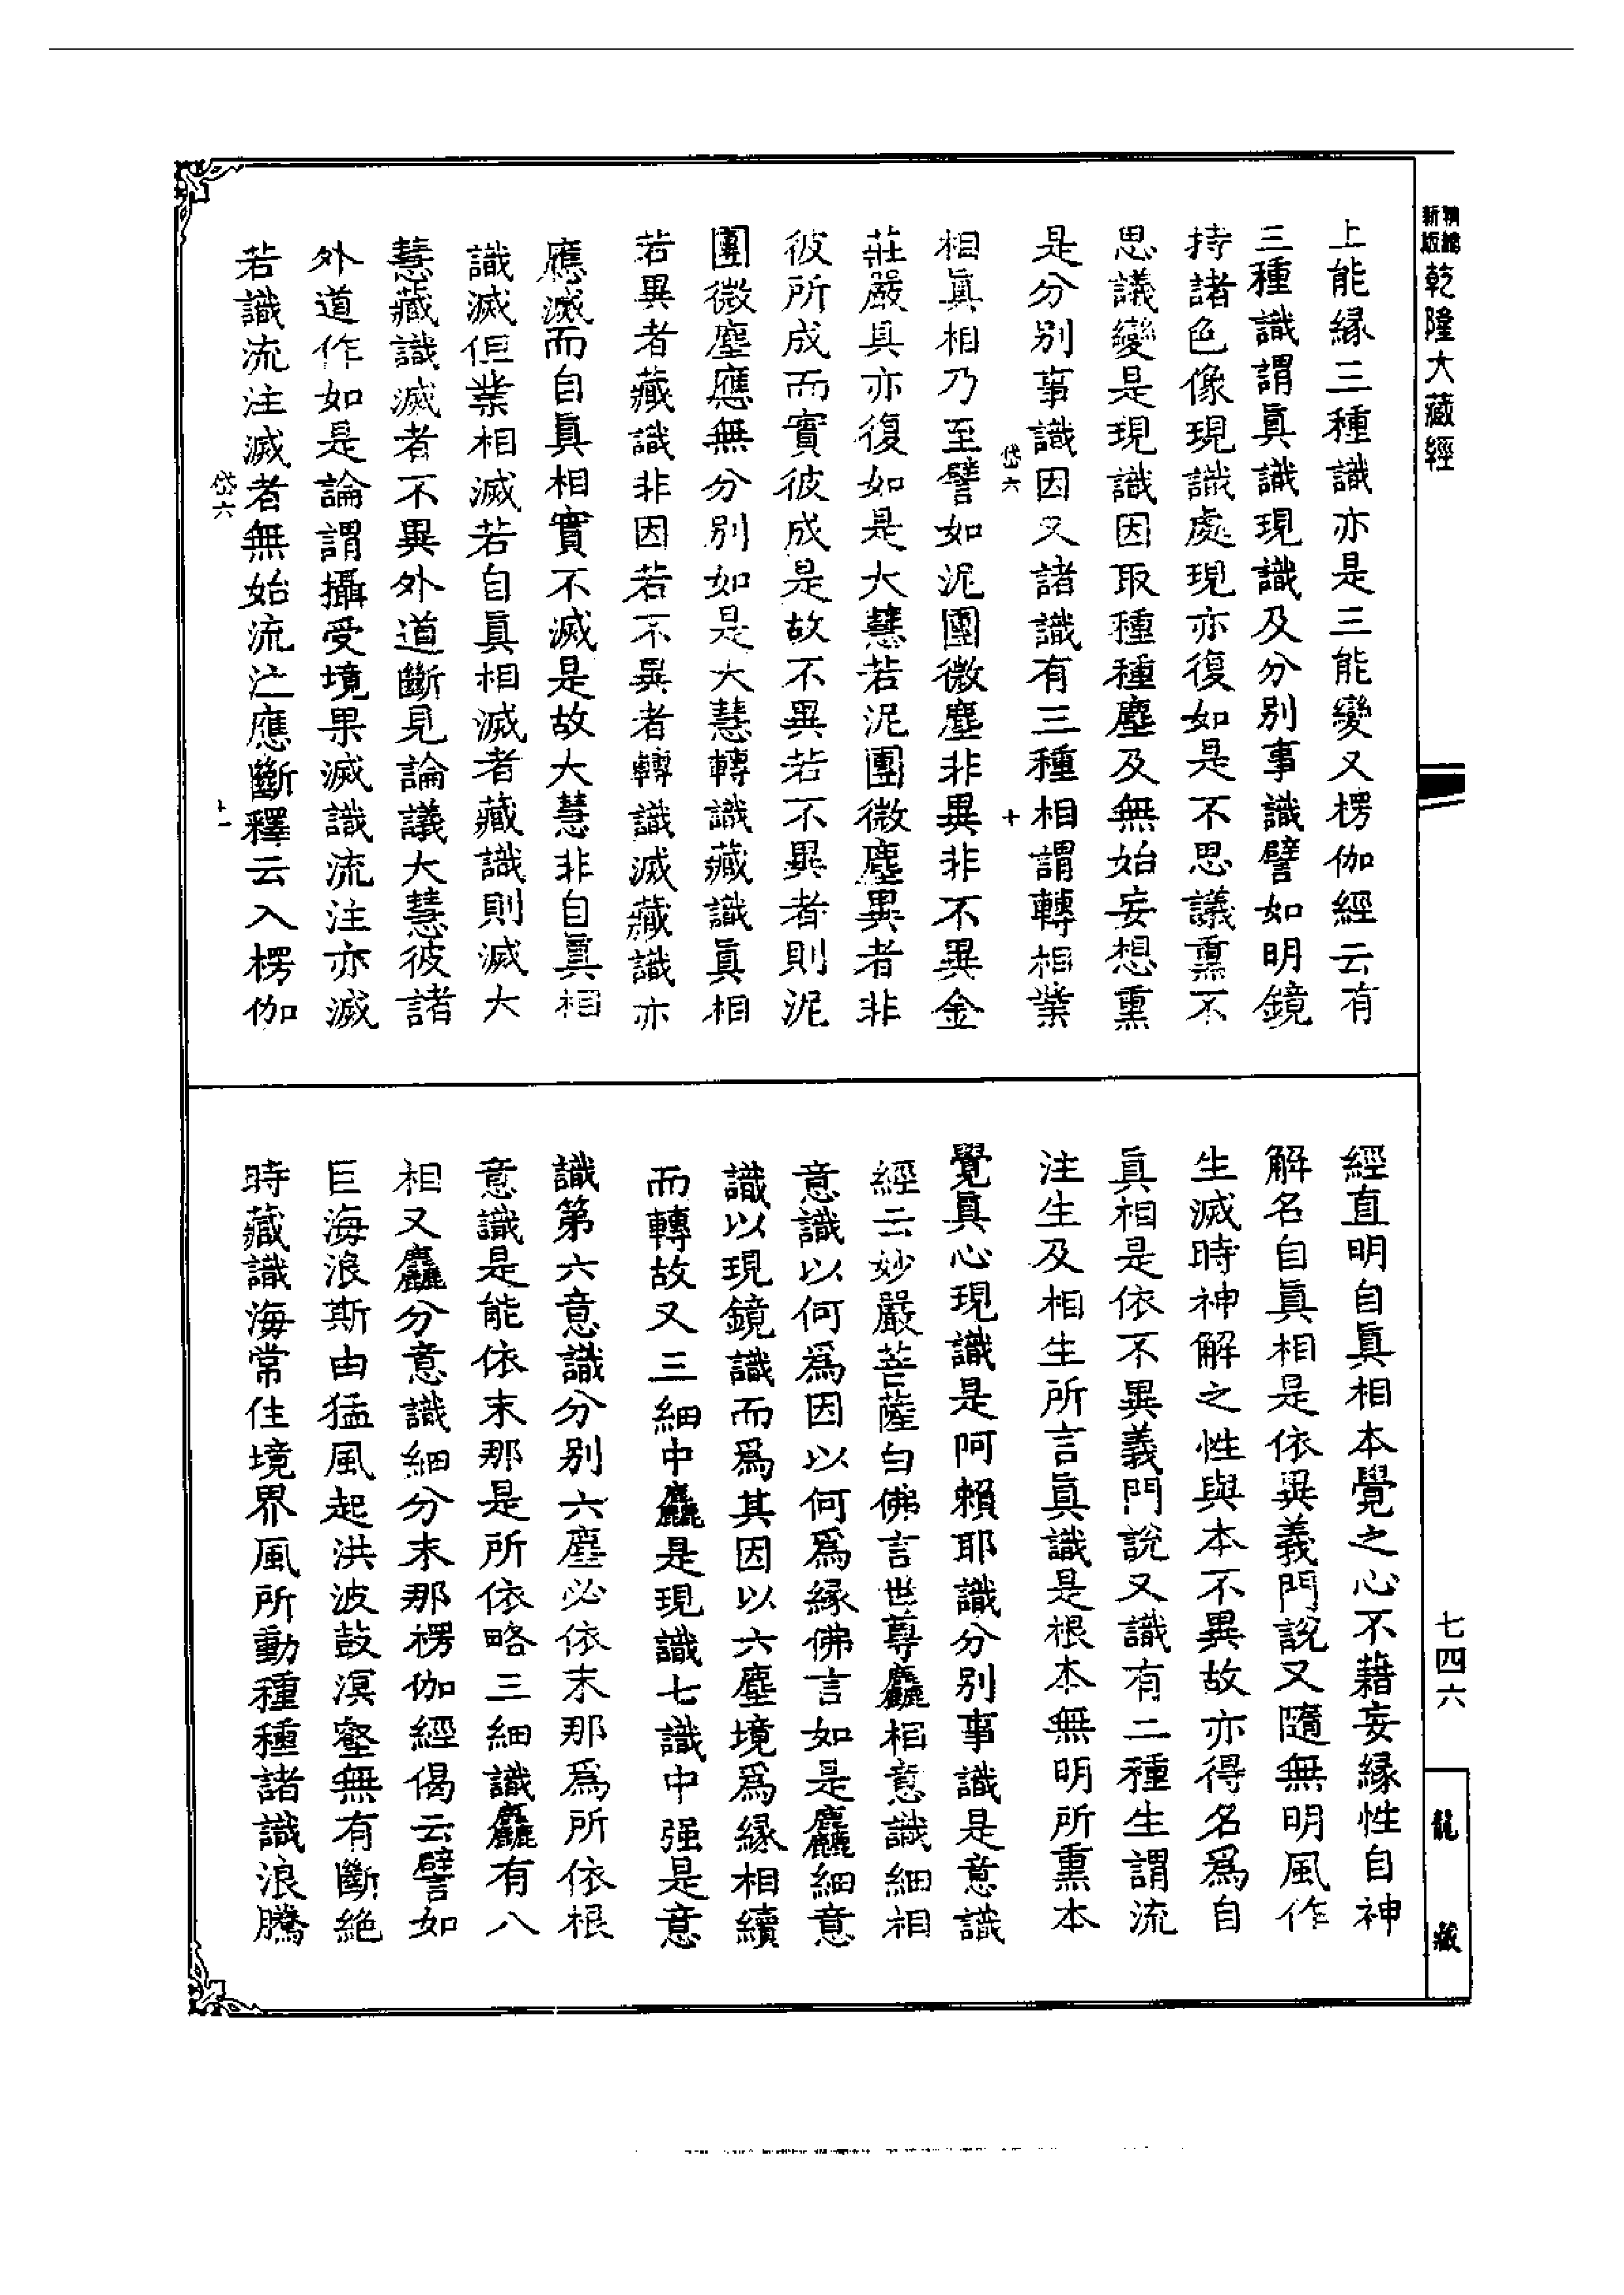 精縮新版乾隆大藏經
上能緣三種識亦是三能變又楞伽經云有
三種識謂眞識現識及分別事識譬如明鏡
持諸色像現識處現亦復如是不思議熏不
思議變是現識因取種種塵及無始妄想熏
是分別事識因又諸識有三種相謂轉相業
岱六
十
相眞相乃至譬如泥團微塵非異非不異金
莊嚴具亦復如是大慧若泥團微塵異者非
彼所成而實彼成是故不異若不異者則泥
團微塵應無分別如是大慧轉識藏識眞相
若異者藏識非因若不異者轉識滅藏識亦
應滅而自眞相實不滅是故大慧非自眞相
識滅但業相滅若自眞相滅者藏識則滅大
慧藏識滅者不異外道斷見論議大慧彼諸
外道作如是論謂攝受境界滅識流注亦滅
若識流注滅者無始流注應斷釋云入楞伽
岱六
十一
經直明自眞相本覺之心不藉妄緣性自神
解名自眞相是依異義門說又隨無明風作
生滅時神解之性與本不異故亦得名爲自
眞相是依不異義門說又識有二種生謂流
注生及相生所言眞識是根本無明所熏本
覺眞心現識是阿賴耶識分別事識是意識
經云妙嚴菩薩白佛言世尊麤相意識細相
意識以何爲因以何爲緣佛言如是麤細意
識以現鏡識而爲其因以六塵境爲緣相續
而轉故又三細中麤是現識七識中强是意
識第六意識分別六塵必依末那爲所依根
意識是能依末那是所依略三細識麤有八
相又麤分意識細分末那楞伽經偈云譬如
巨海浪斯由猛風起洪波鼓溟壑無有斷絕
時藏識海常住境界風所動種種諸識浪騰
七四六
龍藏